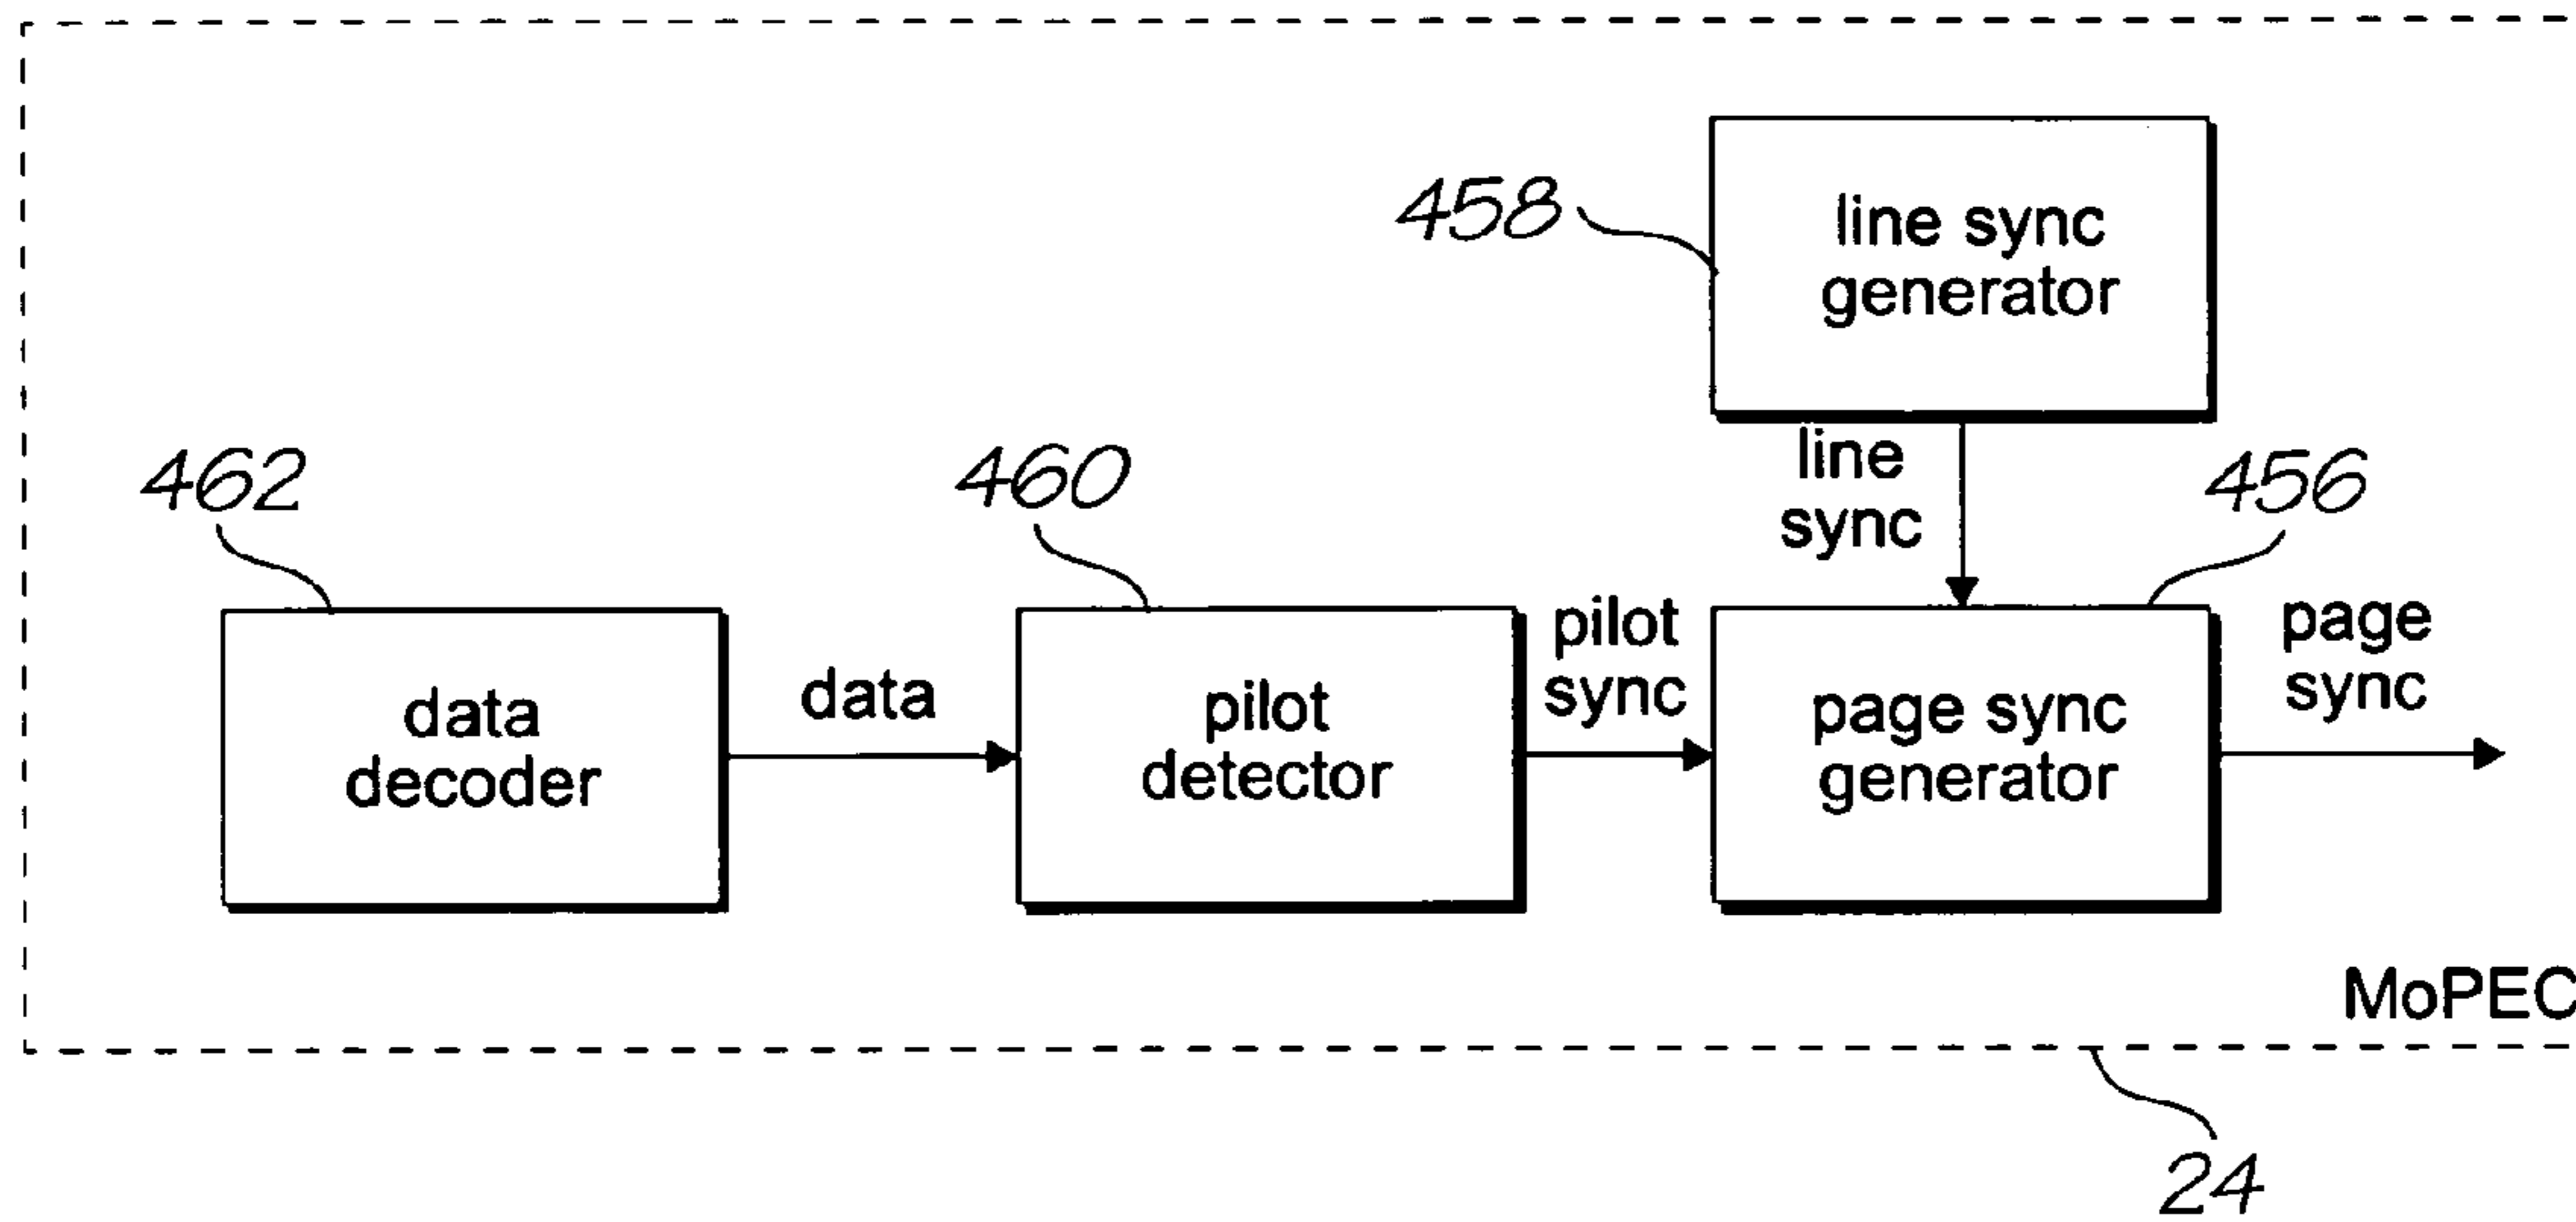 458
line sync
generator
line
sync
462
460
456
data
decoder
data
pilot
detector
pilot
sync
page sync
generator
page
sync
MoPEC
24